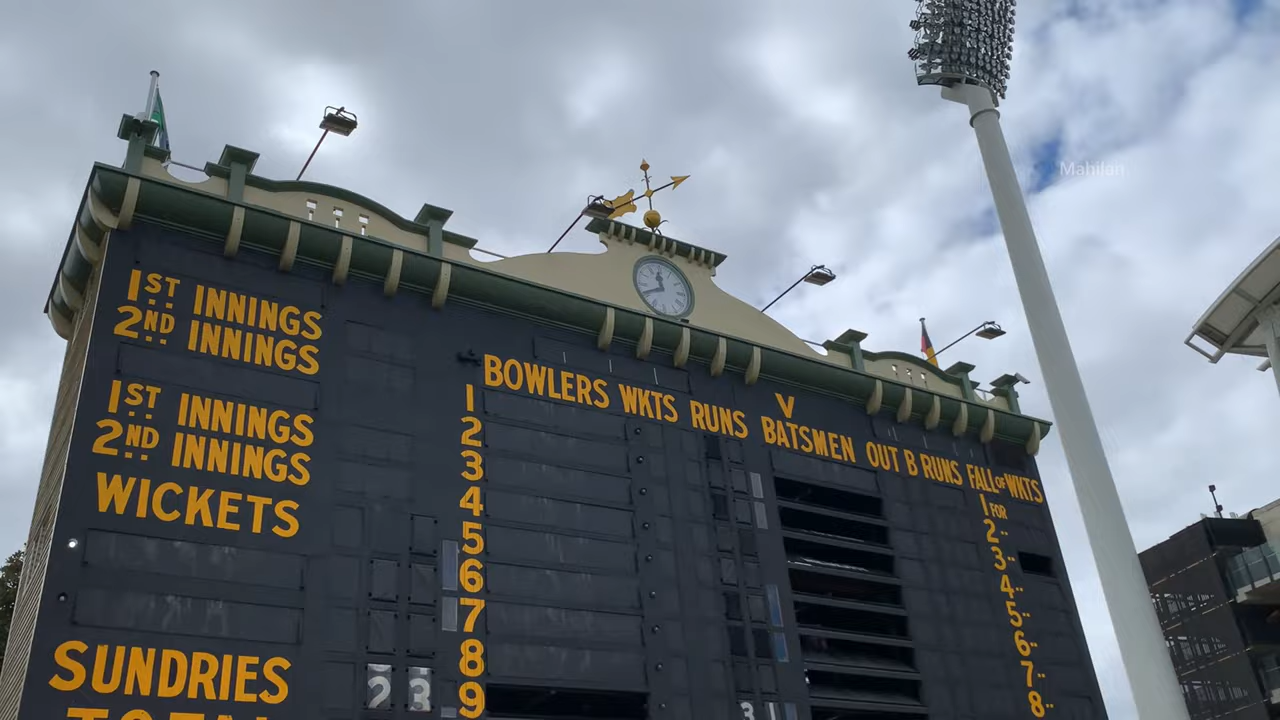 Mahilan
1ST INNINGS
2ND INNINGS
1ST INNINGS
2ND INNINGS
WICKETS
SUNDRIES
23
V
BOWLERS WKTS RUNS BATSMEN OUT B RUNS FALL OF WKTS
1
2
3
4
5
6
7
8
9
31
1 FOR
2 "
3 "
4 "
5 "
6 "
7 "
8 "